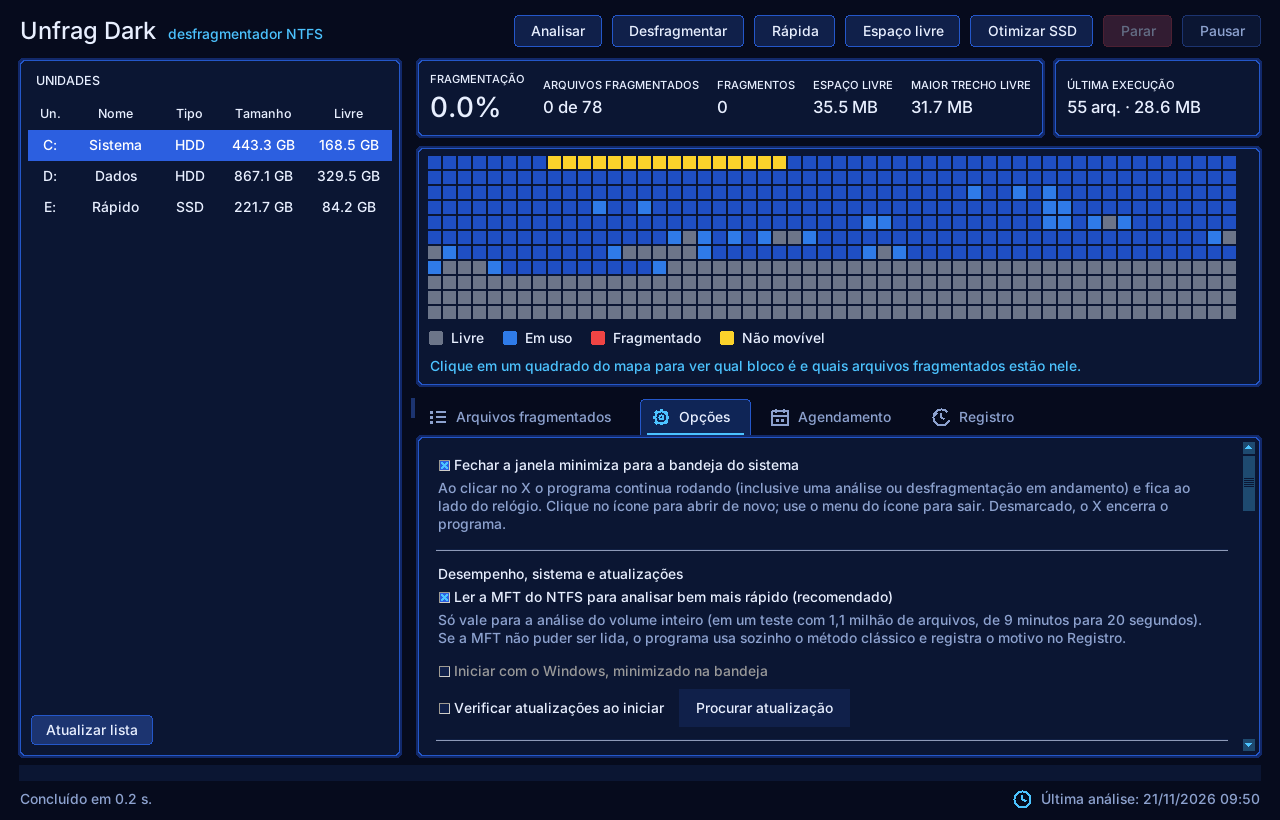 Unfrag Dark desfragmentador NTFS
Analisar Desfragmentar Rápida Espaço livre Otimizar SSD Parar Pausar
UNIDADES
Un. Nome Tipo Tamanho Livre
C: Sistema HDD 443.3 GB 168.5 GB
D: Dados HDD 867.1 GB 329.5 GB
E: Rápido SSD 221.7 GB 84.2 GB
Atualizar lista
FRAGMENTAÇÃO ARQUIVOS FRAGMENTADOS FRAGMENTOS ESPAÇO LIVRE MAIOR TRECHO LIVRE
0.0% 0 de 78 0 35.5 MB 31.7 MB
ÚLTIMA EXECUÇÃO
55 arq. · 28.6 MB
Livre Em uso Fragmentado Não movível
Clique em um quadrado do mapa para ver qual bloco é e quais arquivos fragmentados estão nele.
Arquivos fragmentados Opções Agendamento Registro
Fechar a janela minimiza para a bandeja do sistema
Ao clicar no X o programa continua rodando (inclusive uma análise ou desfragmentação em andamento) e fica ao
lado do relógio. Clique no ícone para abrir de novo; use o menu do ícone para sair. Desmarcado, o X encerra o
programa.
Desempenho, sistema e atualizações
Ler a MFT do NTFS para analisar bem mais rápido (recomendado)
Só vale para a análise do volume inteiro (em um teste com 1,1 milhão de arquivos, de 9 minutos para 20 segundos).
Se a MFT não puder ser lida, o programa usa sozinho o método clássico e registra o motivo no Registro.
Iniciar com o Windows, minimizado na bandeja
Verificar atualizações ao iniciar Procurar atualização
Concluído em 0.2 s. Última análise: 21/11/2026 09:50